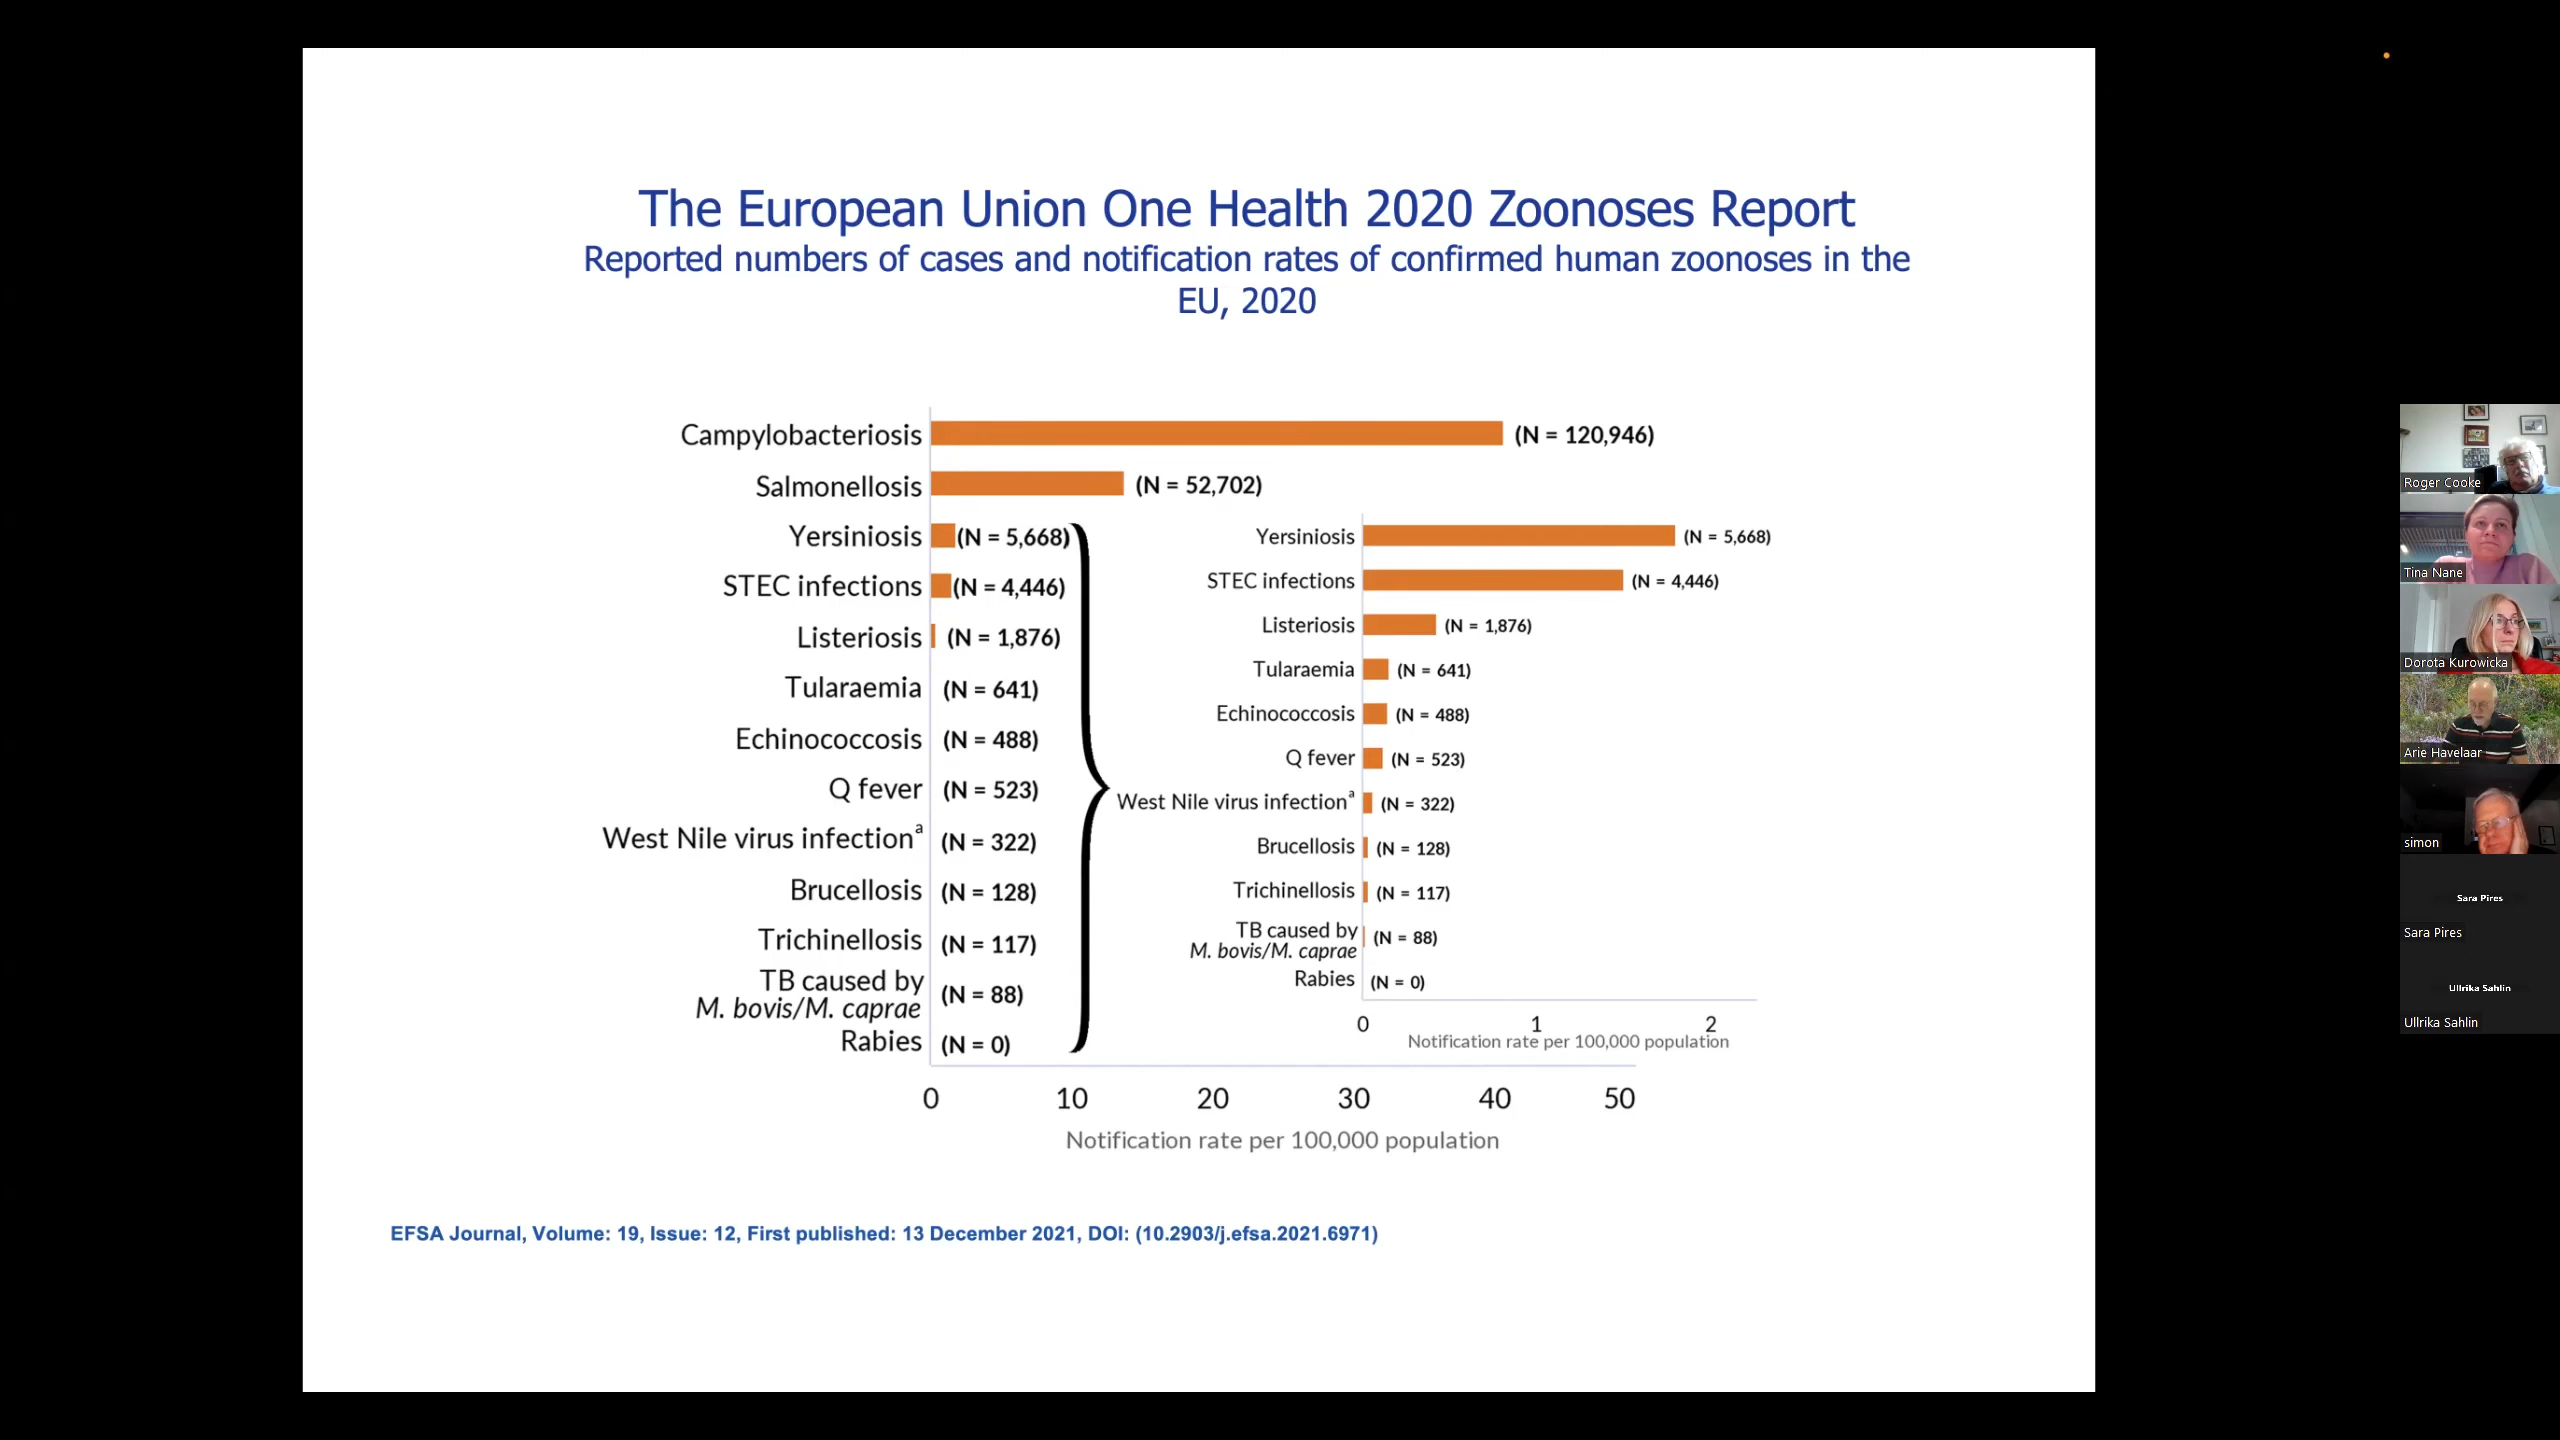 The European Union One Health 2020 Zoonoses Report
Reported numbers of cases and notification rates of confirmed human zoonoses in the
EU, 2020
Campylobacteriosis (N = 120,946)
Salmonellosis (N = 52,702)
Yersiniosis (N = 5,668)
STEC infections (N = 4,446)
Listeriosis (N = 1,876)
Tularaemia (N = 641)
Echinococcosis (N = 488)
Q fever (N = 523)
West Nile virus infectionª (N = 322)
Brucellosis (N = 128)
Trichinellosis (N = 117)
TB caused by
M. bovis/M. caprae (N = 88)
Rabies (N = 0)
0 10 20 30 40 50
Notification rate per 100,000 population
Yersiniosis (N = 5,668)
STEC infections (N = 4,446)
Listeriosis (N = 1,876)
Tularaemia (N = 641)
Echinococcosis (N = 488)
Q fever (N = 523)
West Nile virus infectionª (N = 322)
Brucellosis (N = 128)
Trichinellosis (N = 117)
TB caused by
M. bovis/M. caprae (N = 88)
Rabies (N = 0)
0 1 2
Notification rate per 100,000 population
EFSA Journal, Volume: 19, Issue: 12, First published: 13 December 2021, DOI: (10.2903/j.efsa.2021.6971)
Roger Cooke
Tina Nane
Dorota Kurowicka
Arie Havelaar
simon
Sara Pires
Sara Pires
Ullrika Sahlin
Ullrika Sahlin